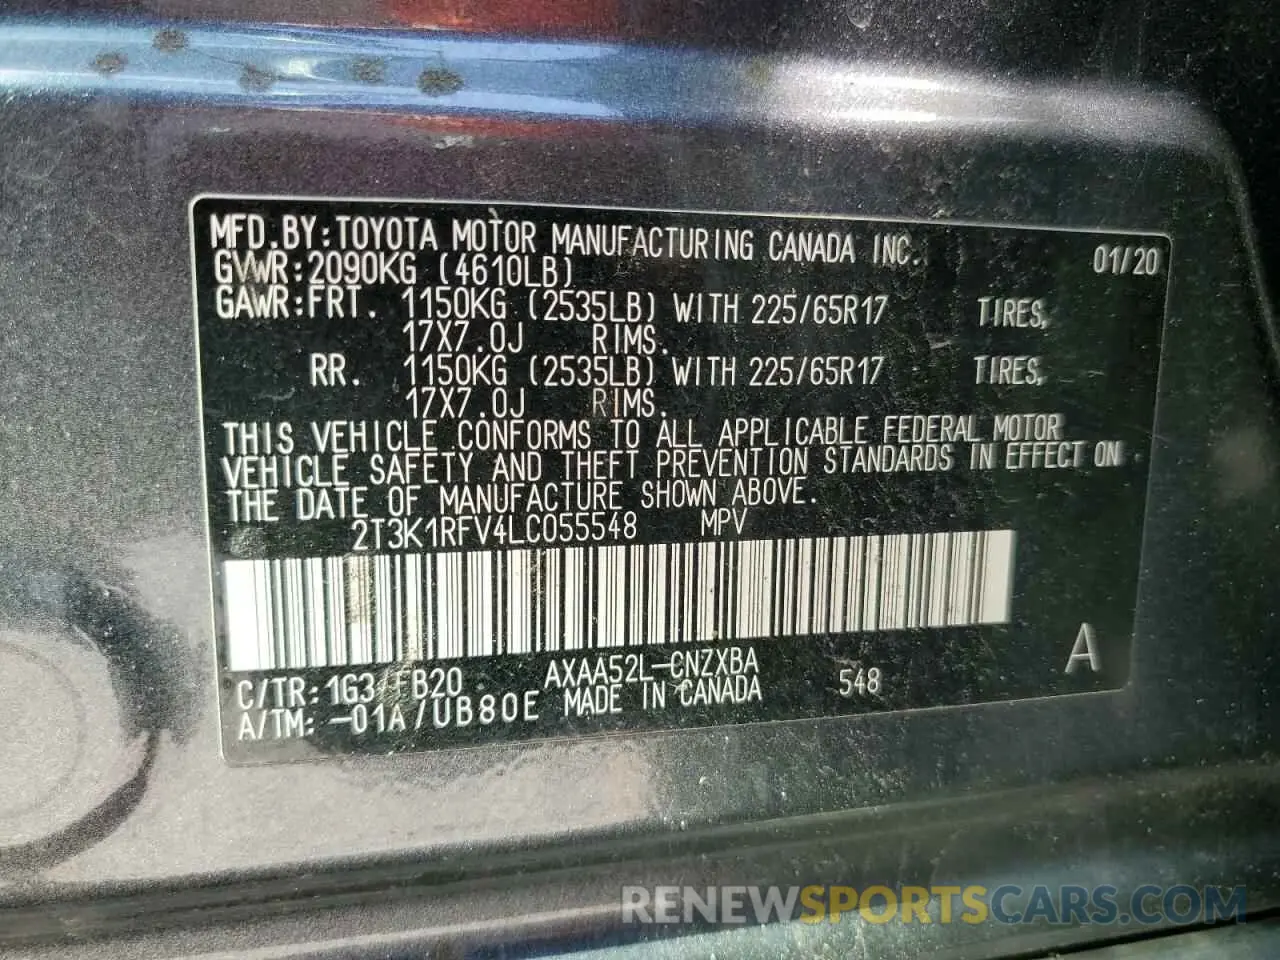 MFD.BY:TOYOTA MOTOR MANUFACTURING CANADA INC. 01/20
GVWR:2090KG (4610LB)
GAWR:FRT. 1150KG (2535LB) WITH 225/65R17 TIRES,
17X7.0J RIMS.
RR. 1150KG (2535LB) WITH 225/65R17 TIRES,
17X7.0J RIMS.
THIS VEHICLE CONFORMS TO ALL APPLICABLE FEDERAL MOTOR
VEHICLE SAFETY AND THEFT PREVENTION STANDARDS IN EFFECT ON
THE DATE OF MANUFACTURE SHOWN ABOVE.
2T3K1RFV4LC055548 MPV
C/TR:1G3/FB20 AXAA52L-CNZXBA 548 A
A/TM:-01A/UB80E MADE IN CANADA
RENEWSPORTSCARS.COM